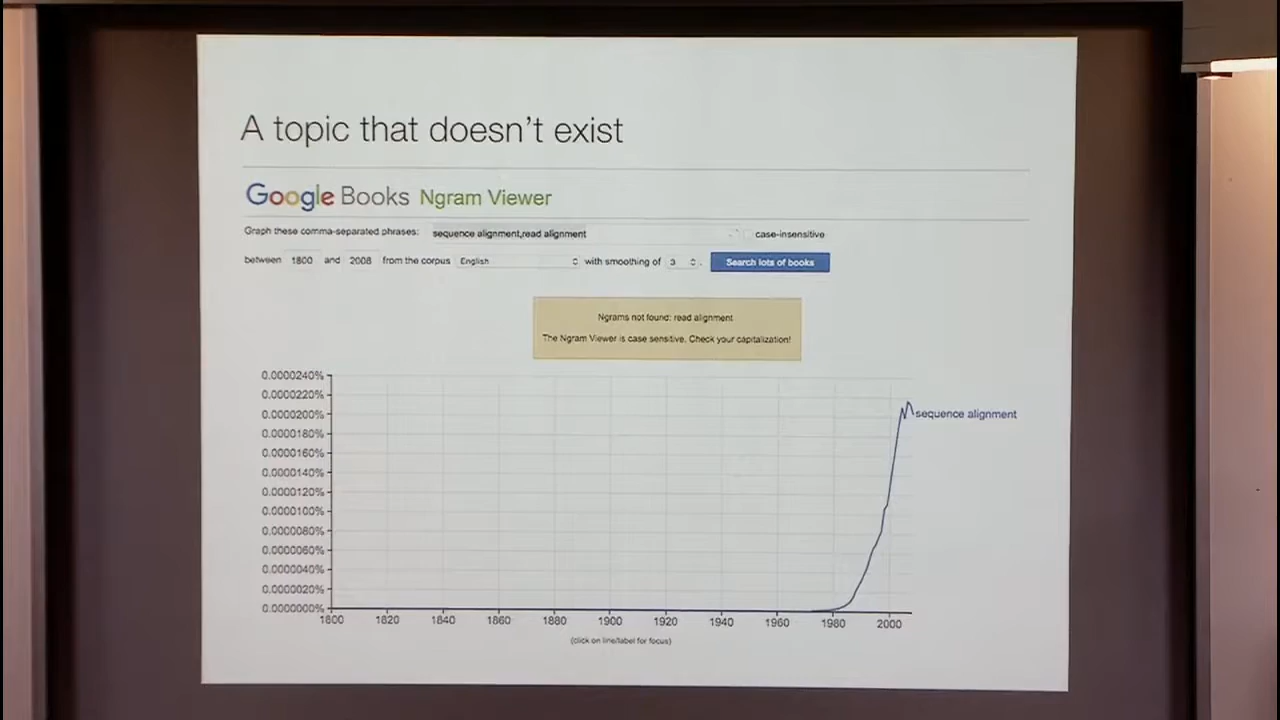 A topic that doesn't exist
Google Books Ngram Viewer
Graph these comma-separated phrases: sequence alignment,read alignment case-insensitive
between 1800 and 2008 from the corpus English with smoothing of 3 . Search lots of books
Ngrams not found: read alignment
The Ngram Viewer is case sensitive. Check your capitalization!
0.0000240%
0.0000220%
0.0000200%
sequence alignment
0.0000180%
0.0000160%
0.0000140%
0.0000120%
0.0000100%
0.0000080%
0.0000060%
0.0000040%
0.0000020%
0.0000000%
1800 1820 1840 1860 1880 1900 1920 1940 1960 1980 2000
(click on line/label for focus)